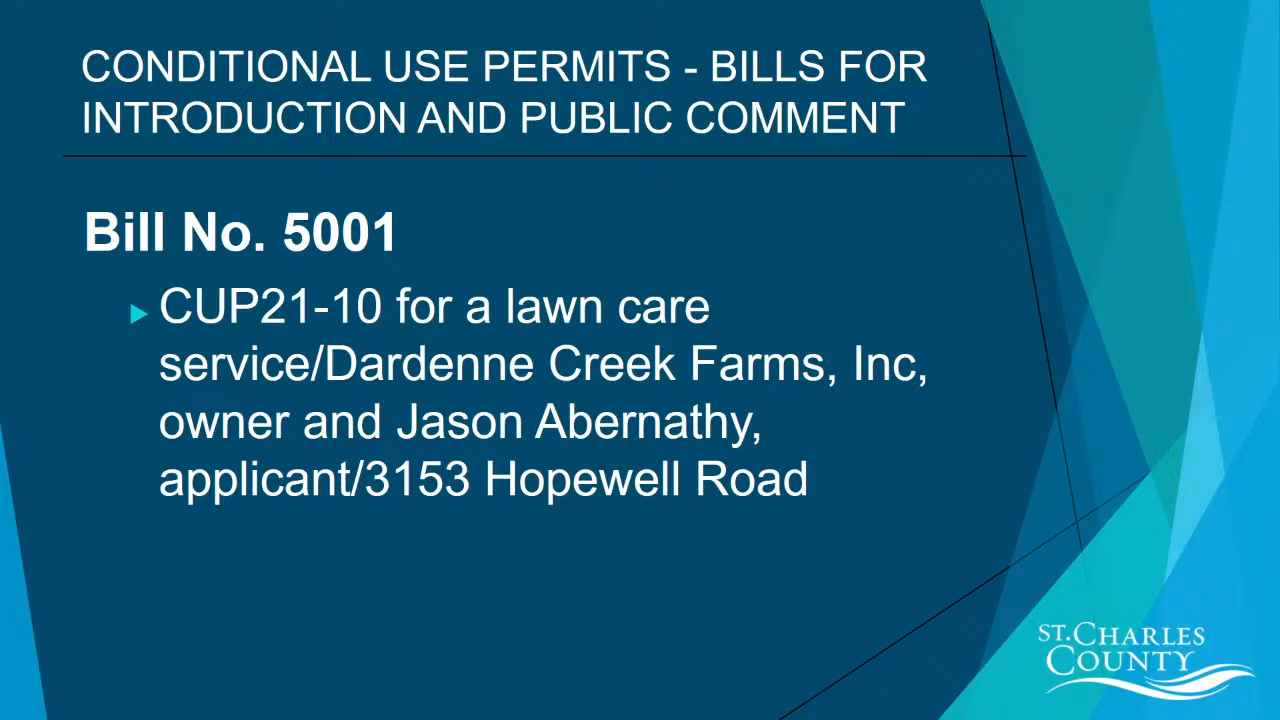 CONDITIONAL USE PERMITS - BILLS FOR
INTRODUCTION AND PUBLIC COMMENT
Bill No. 5001
CUP21-10 for a lawn care
service/Dardenne Creek Farms, Inc,
owner and Jason Abernathy,
applicant/3153 Hopewell Road
ST. CHARLES
COUNTY